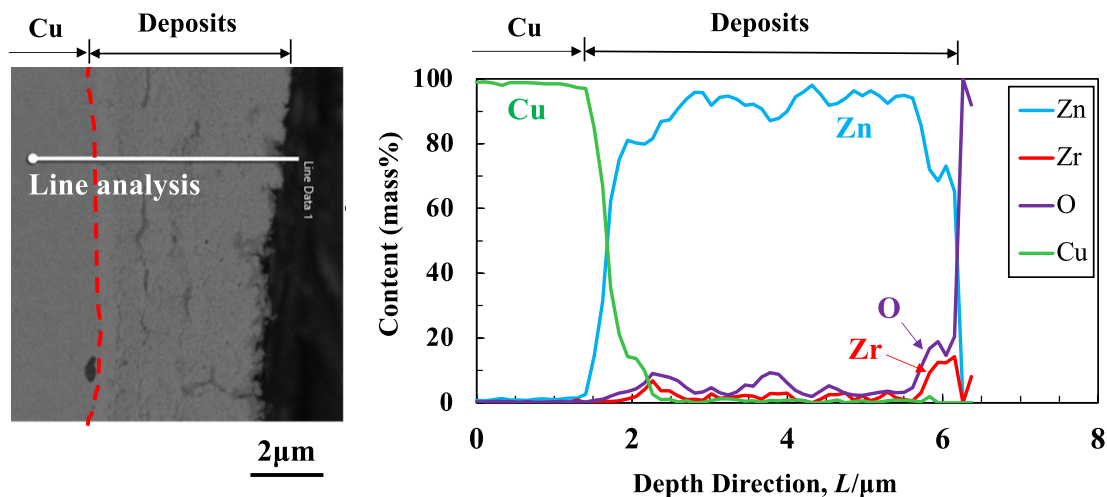 Cu
Deposits
Line analysis
Line Data 1
2µm
Cu
Deposits
Content (mass%)
100
80
60
40
20
0
Cu
Zn
O
Zr
Zn
Zr
O
Cu
0
2
4
6
8
Depth Direction, L/µm